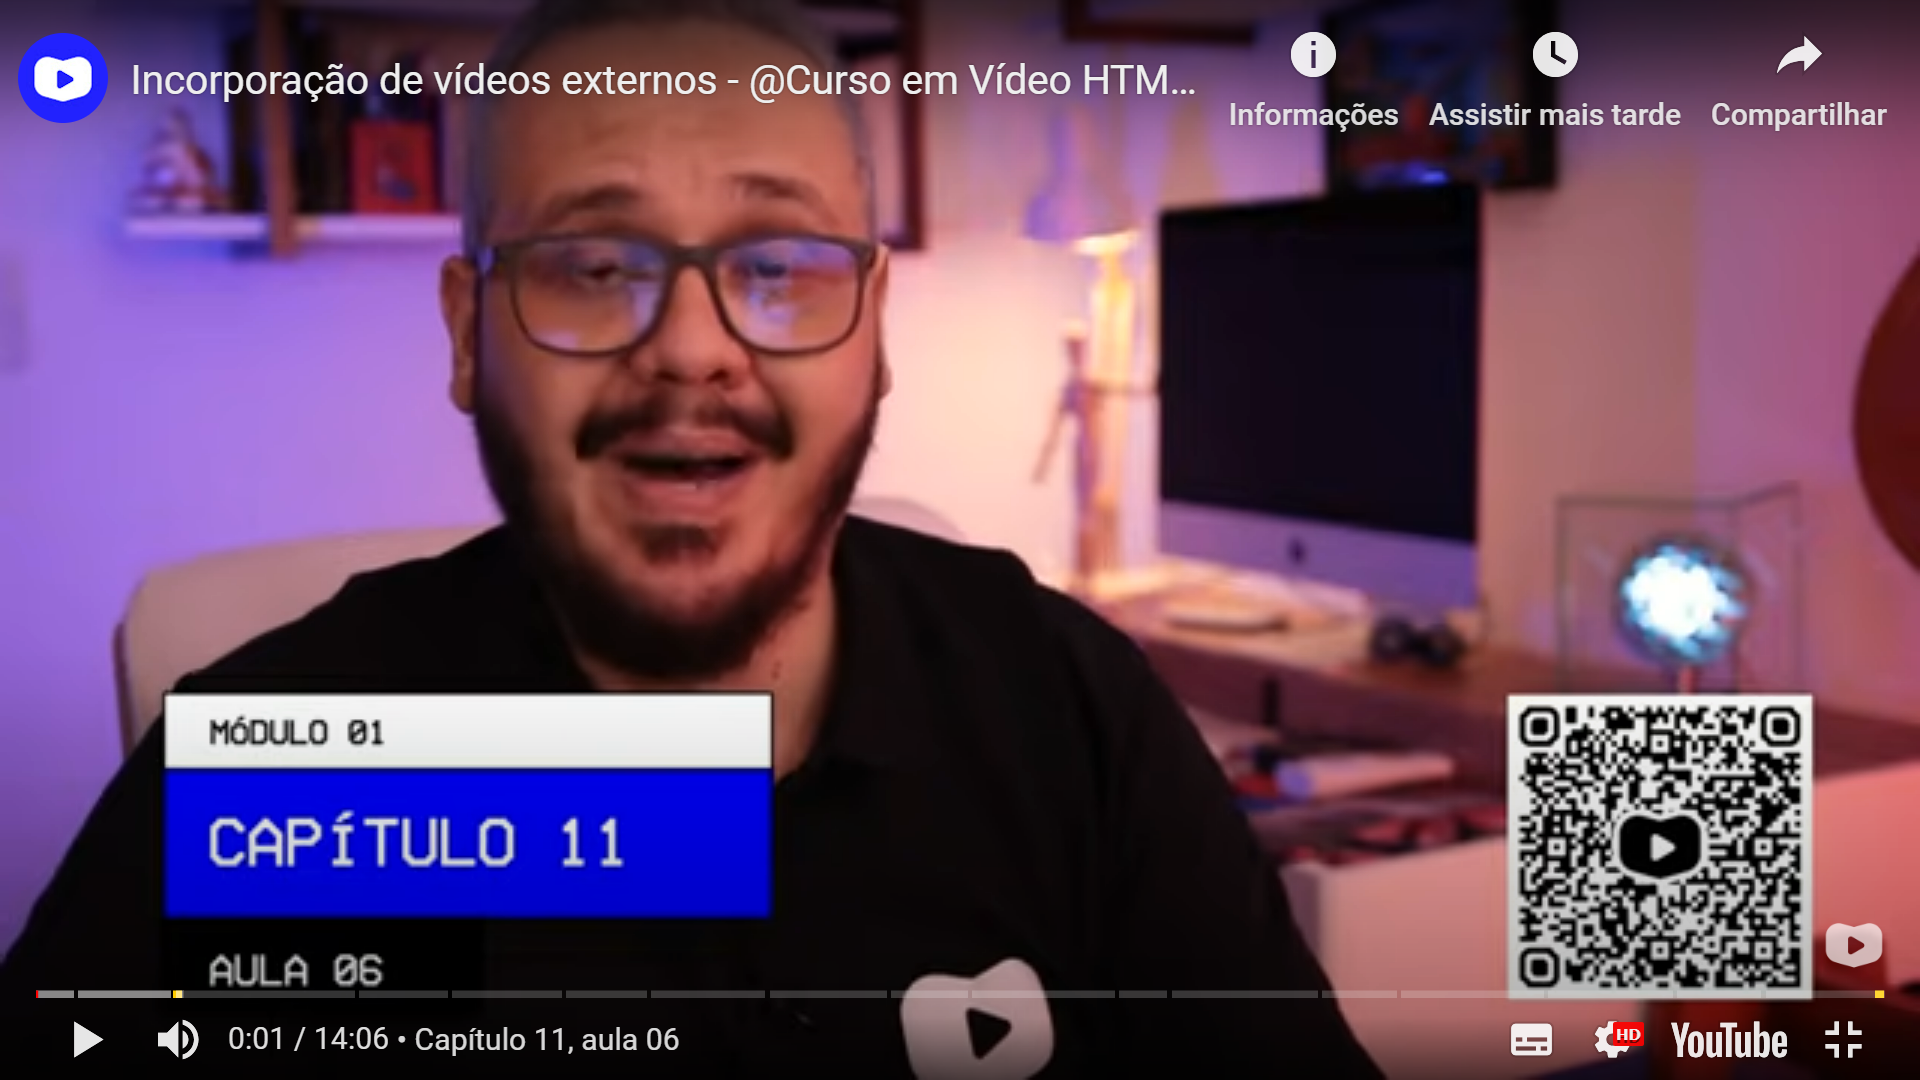 Incorporação de vídeos externos - @Curso em Vídeo HTM...
Informações
Assistir mais tarde
Compartilhar
MÓDULO 01
CAPÍTULO 11
AULA 06
0:01 / 14:06 • Capítulo 11, aula 06
HD
YouTube